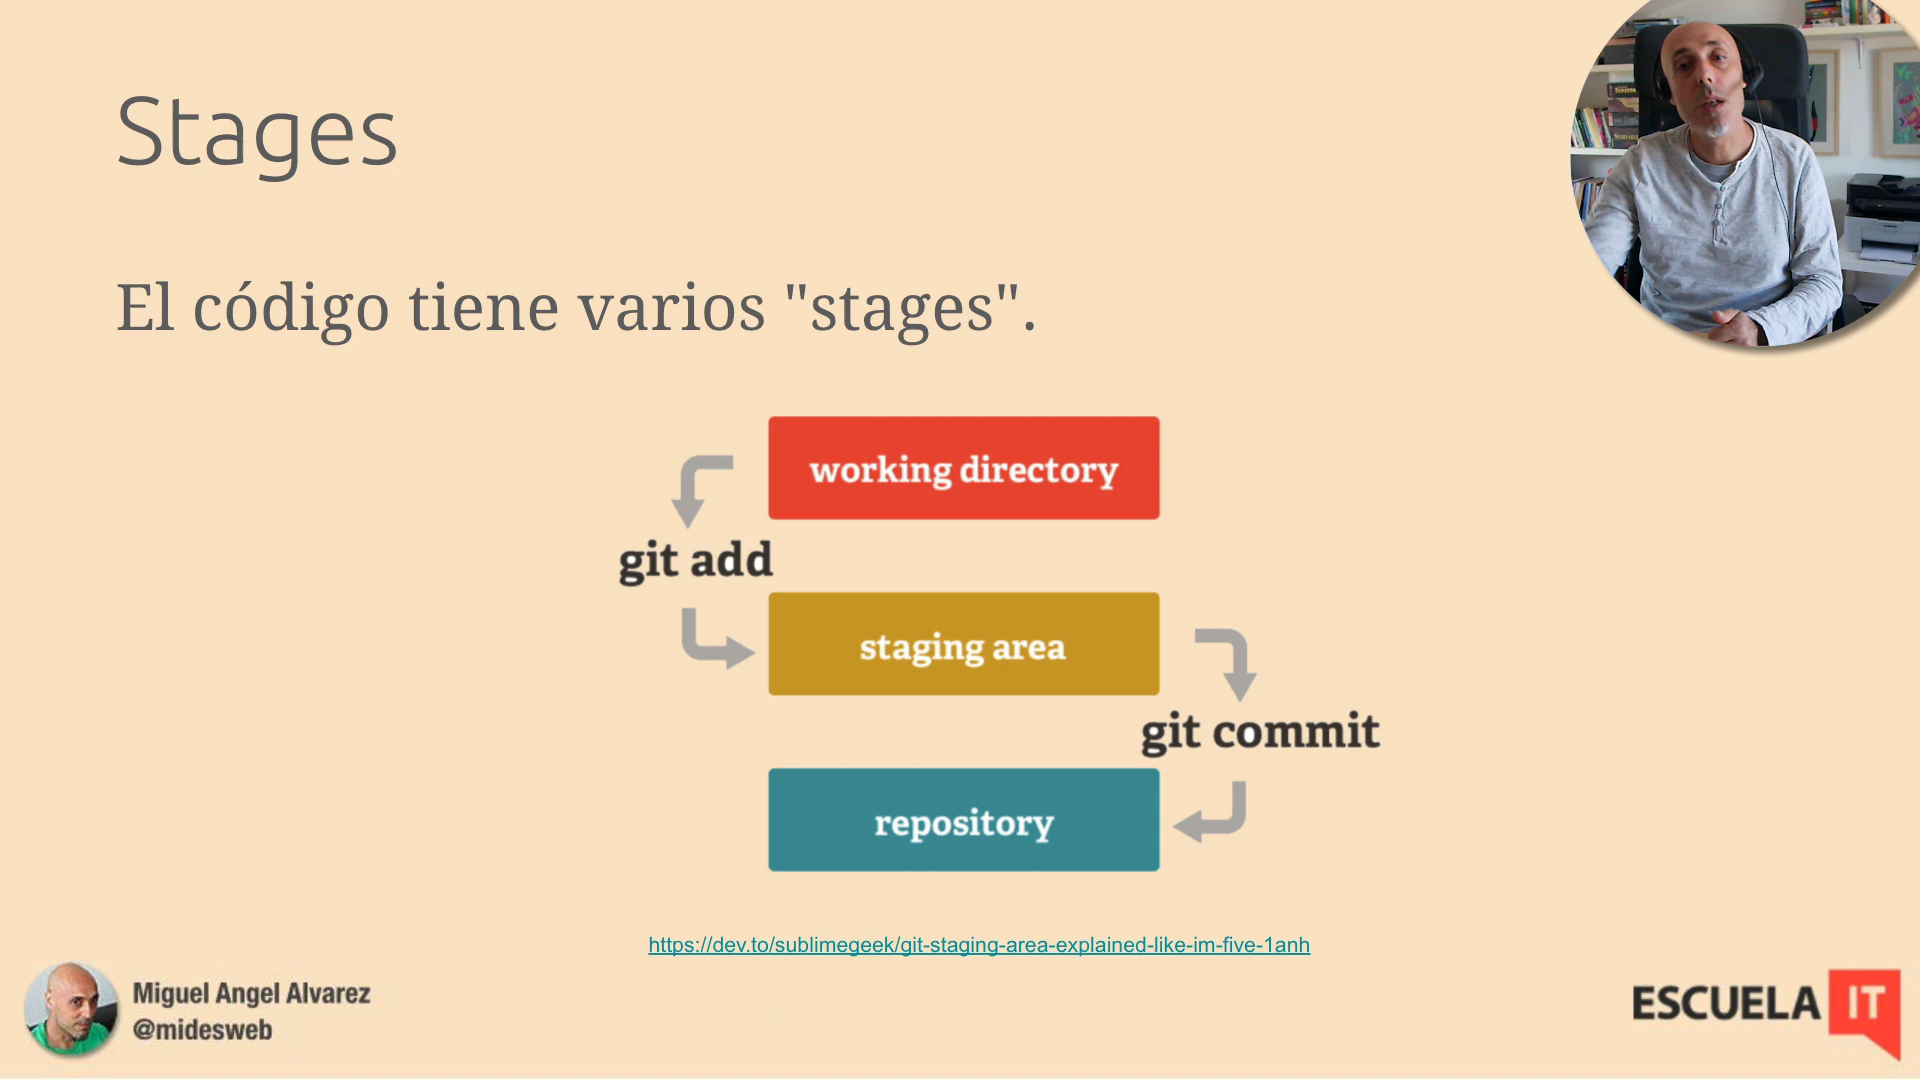 Stages
El código tiene varios "stages".
working directory
git add
staging area
git commit
repository
https://dev.to/sublimegeek/git-staging-area-explained-like-im-five-1anh
Miguel Angel Alvarez
@midesweb
ESCUELA IT